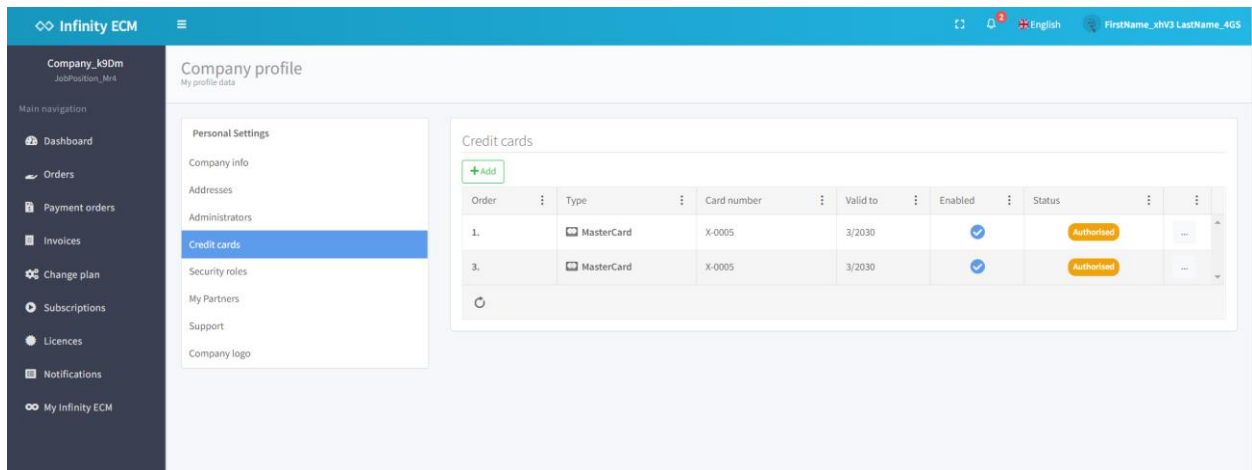 Infinity ECM
2
English
FirstName_xhV3 LastName_4GS
Company_k9Dm
JobPosition_Mr4
Main navigation
Dashboard
Orders
Payment orders
Invoices
Change plan
Subscriptions
Licences
Notifications
My Infinity ECM
Company profile
My profile data
Personal Settings
Company info
Addresses
Administrators
Credit cards
Security roles
My Partners
Support
Company logo
Credit cards
+Add
Order Type Card number Valid to Enabled Status
1. MasterCard X-0005 3/2030 Authorised ...
3. MasterCard X-0005 3/2030 Authorised ...